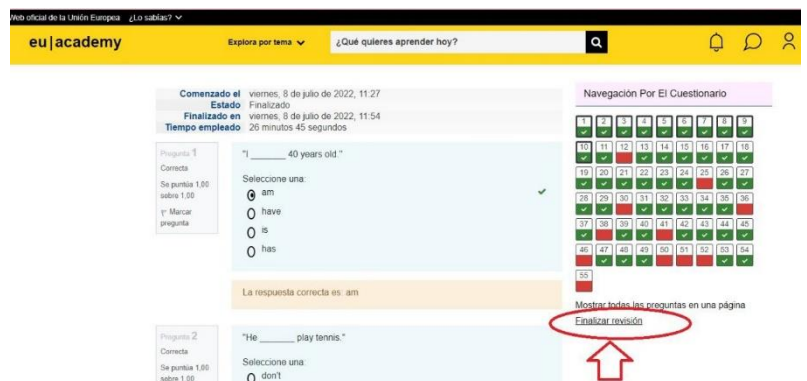 Web oficial de la Unión Europea ¿Lo sabías?
eu|academy
Explora por tema
¿Qué quieres aprender hoy?
Comenzado el viernes, 8 de julio de 2022, 11:27
Estado Finalizado
Finalizado en viernes, 8 de julio de 2022, 11:54
Tiempo empleado 26 minutos 45 segundos
Pregunta 1
Correcta
Se puntúa 1,00
sobre 1,00
Marcar
pregunta
"I ______ 40 years old."
Seleccione una:
am
have
is
has
La respuesta correcta es: am
Pregunta 2
Correcta
Se puntúa 1,00
sobre 1,00
"He ______ play tennis."
Seleccione una:
don't
Navegación Por El Cuestionario
1 2 3 4 5 6 7 8 9
10 11 12 13 14 15 16 17 18
19 20 21 22 23 24 25 26 27
28 29 30 31 32 33 34 35 36
37 38 39 40 41 42 43 44 45
46 47 48 49 50 51 52 53 54
55
Mostrar todas las preguntas en una página
Finalizar revisión